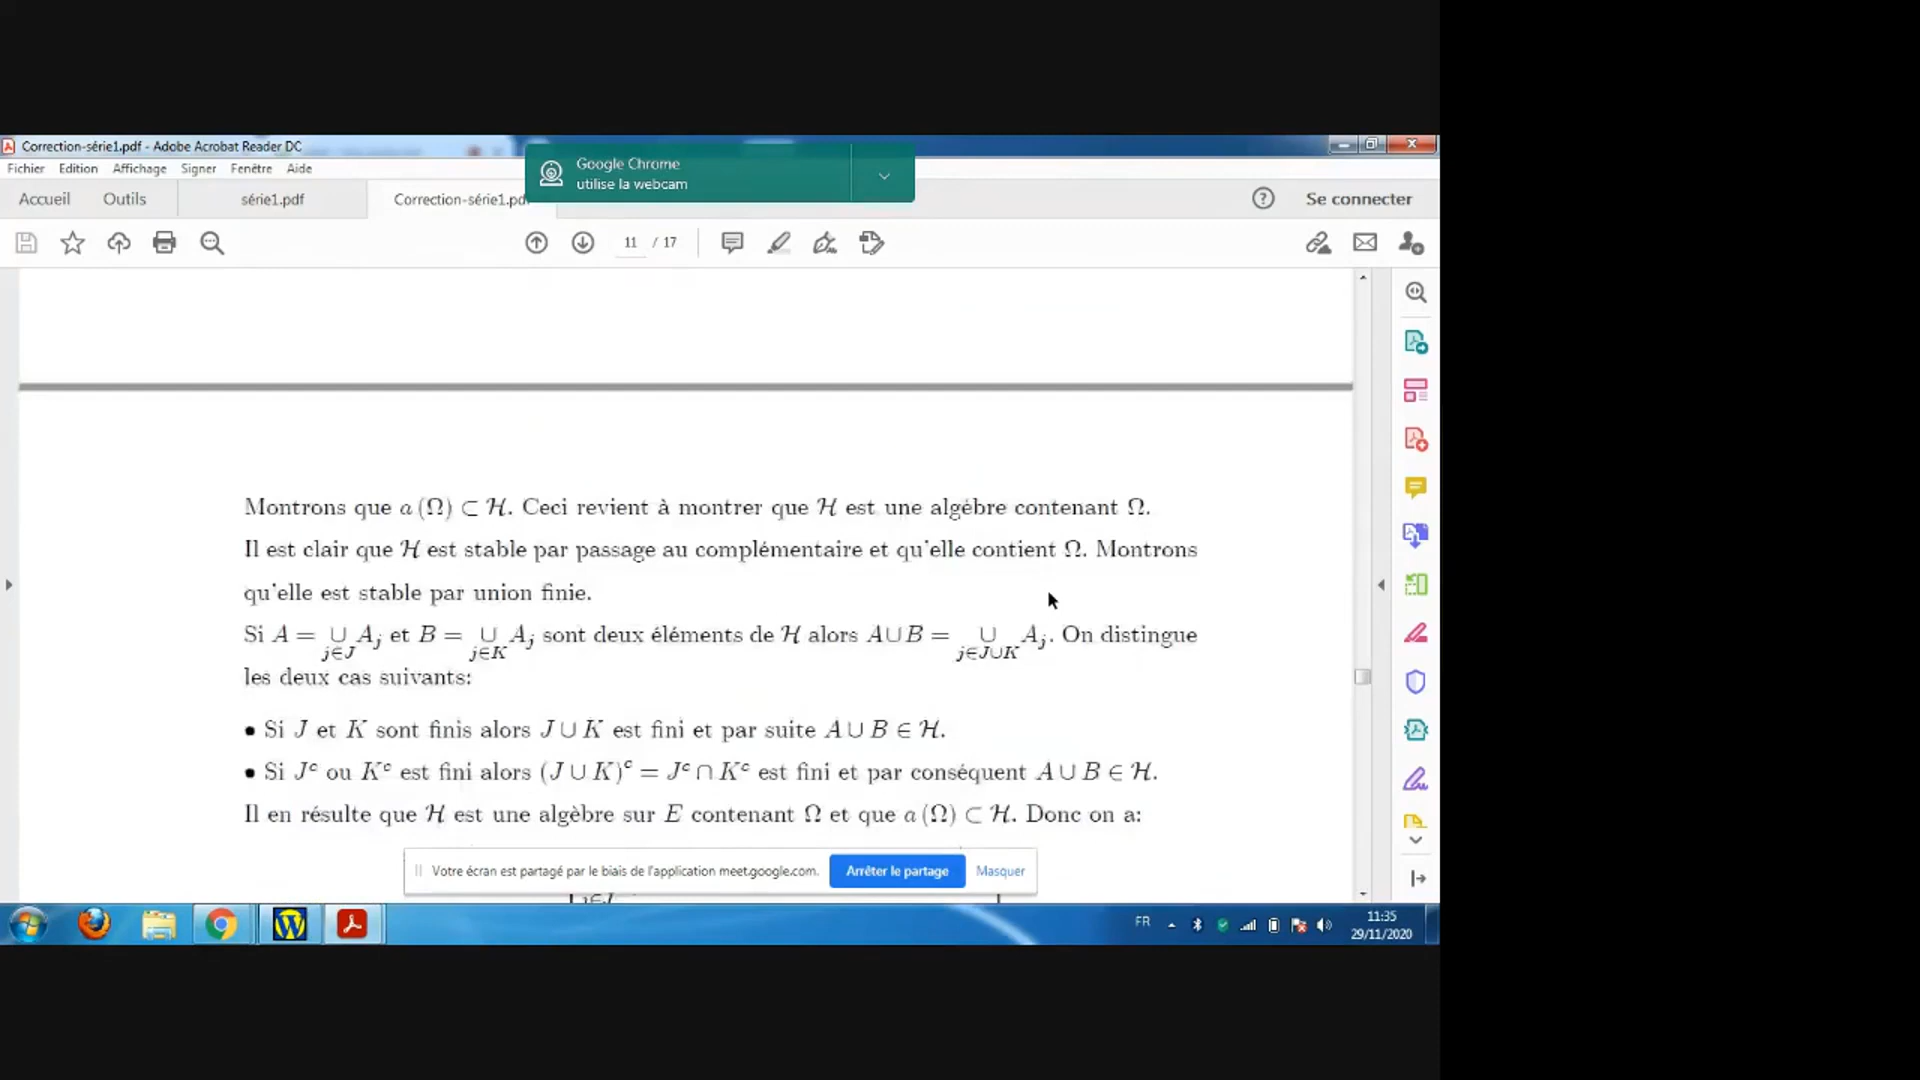 Correction-série1.pdf - Adobe Acrobat Reader DC
Fichier Edition Affichage Signer Fenêtre Aide
Google Chrome
utilise la webcam
Accueil Outils série1.pdf Correction-série1.pdf Se connecter
11 / 17
Montrons que a (Ω) ⊂ ℋ. Ceci revient à montrer que ℋ est une algèbre contenant Ω.
Il est clair que ℋ est stable par passage au complémentaire et qu'elle contient Ω. Montrons
qu'elle est stable par union finie.
Si A = ∪_{j∈J} A_j et B = ∪_{j∈K} A_j sont deux éléments de ℋ alors A∪B = ∪_{j∈J∪K} A_j. On distingue
les deux cas suivants:
• Si J et K sont finis alors J ∪ K est fini et par suite A ∪ B ∈ ℋ.
• Si J^c ou K^c est fini alors (J ∪ K)^c = J^c ∩ K^c est fini et par conséquent A ∪ B ∈ ℋ.
Il en résulte que ℋ est une algèbre sur E contenant Ω et que a (Ω) ⊂ ℋ. Donc on a:
Votre écran est partagé par le biais de l'application meet.google.com. Arrêter le partage Masquer
FR 11:35
29/11/2020